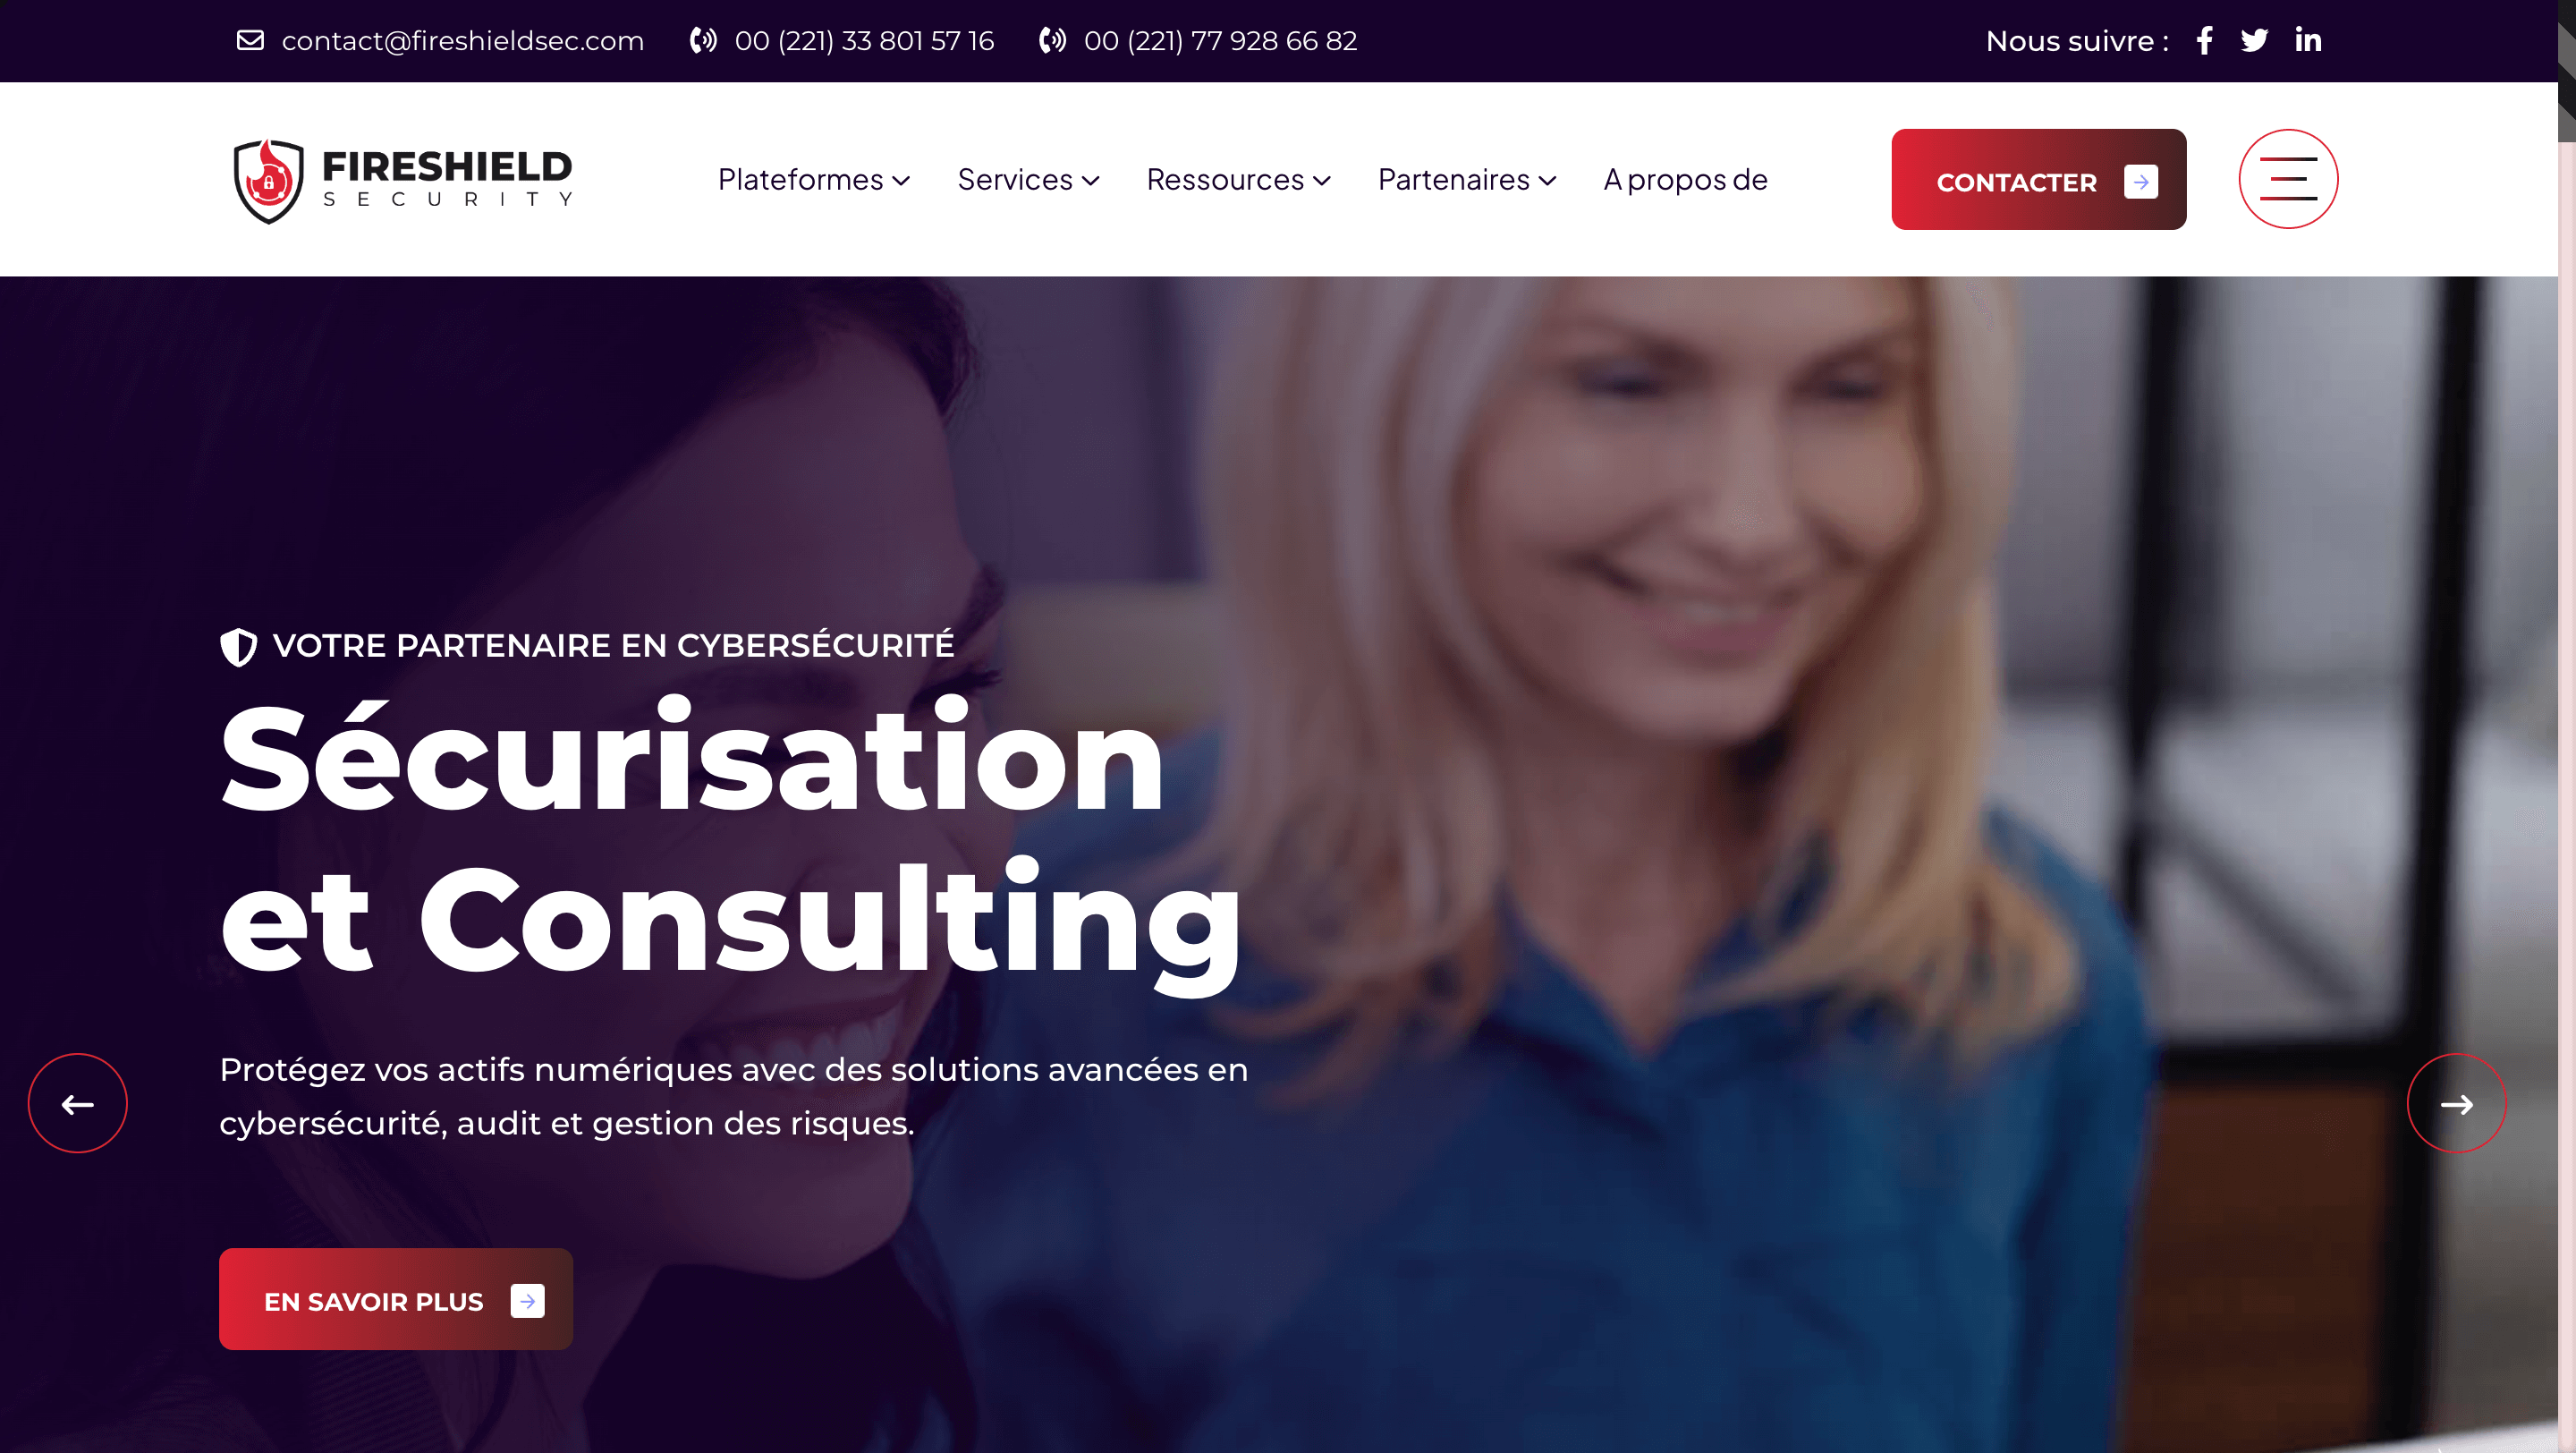 contact@fireshieldsec.com 00 (221) 33 801 57 16 00 (221) 77 928 66 82 Nous suivre :
FIRESHIELD
SECURITY
Plateformes Services Ressources Partenaires A propos de CONTACTER
VOTRE PARTENAIRE EN CYBERSÉCURITÉ
Sécurisation
et Consulting
Protégez vos actifs numériques avec des solutions avancées en
cybersécurité, audit et gestion des risques.
EN SAVOIR PLUS